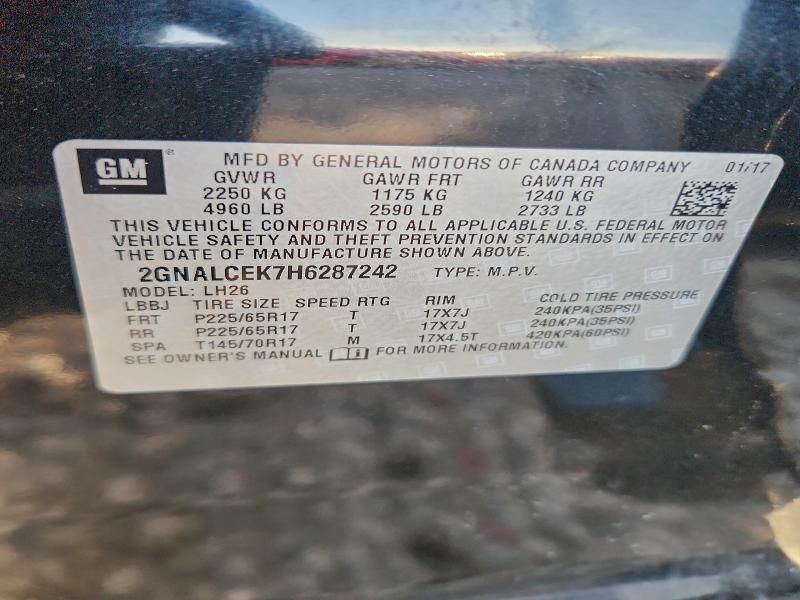 GM ® MFD BY GENERAL MOTORS OF CANADA COMPANY 01/17
GVWR GAWR FRT GAWR RR
2250 KG 1175 KG 1240 KG
4960 LB 2590 LB 2733 LB
THIS VEHICLE CONFORMS TO ALL APPLICABLE U.S. FEDERAL MOTOR
VEHICLE SAFETY AND THEFT PREVENTION STANDARDS IN EFFECT ON
THE DATE OF MANUFACTURE SHOWN ABOVE.
2GNALCEK7H6287242 TYPE: M.P.V.
MODEL: LH26
LBBJ TIRE SIZE SPEED RTG RIM COLD TIRE PRESSURE
FRT P225/65R17 T 17X7J 240KPA(35PSI)
RR P225/65R17 T 17X7J 240KPA(35PSI)
SPA T145/70R17 M 17X4.5T 420KPA(60PSI)
SEE OWNER'S MANUAL FOR MORE INFORMATION.